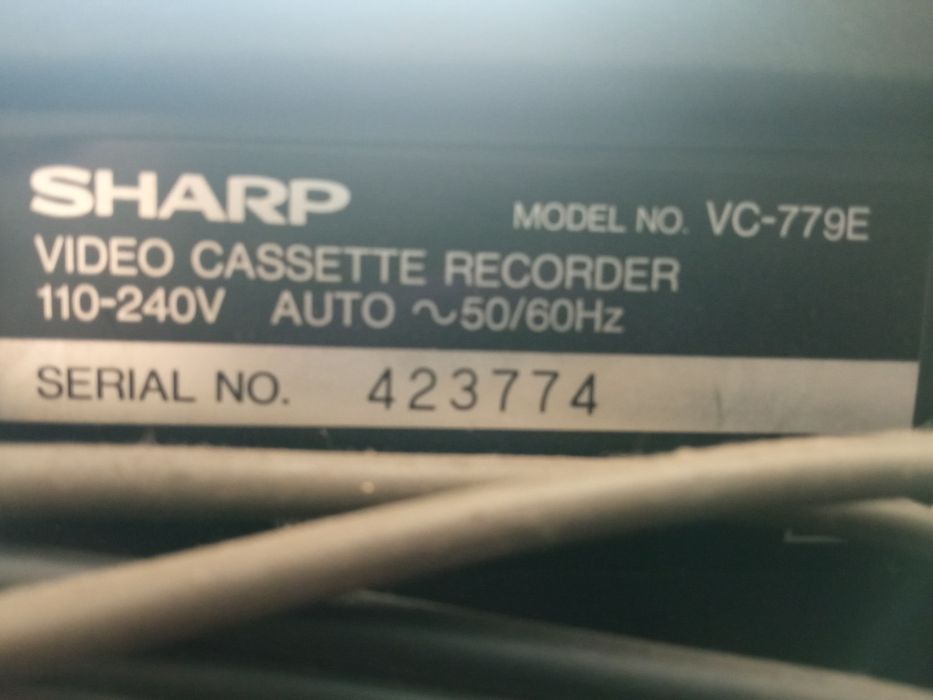 SHARP
MODEL NO. VC-779E
VIDEO CASSETTE RECORDER
110-240V AUTO ∼50/60Hz
SERIAL NO. 423774